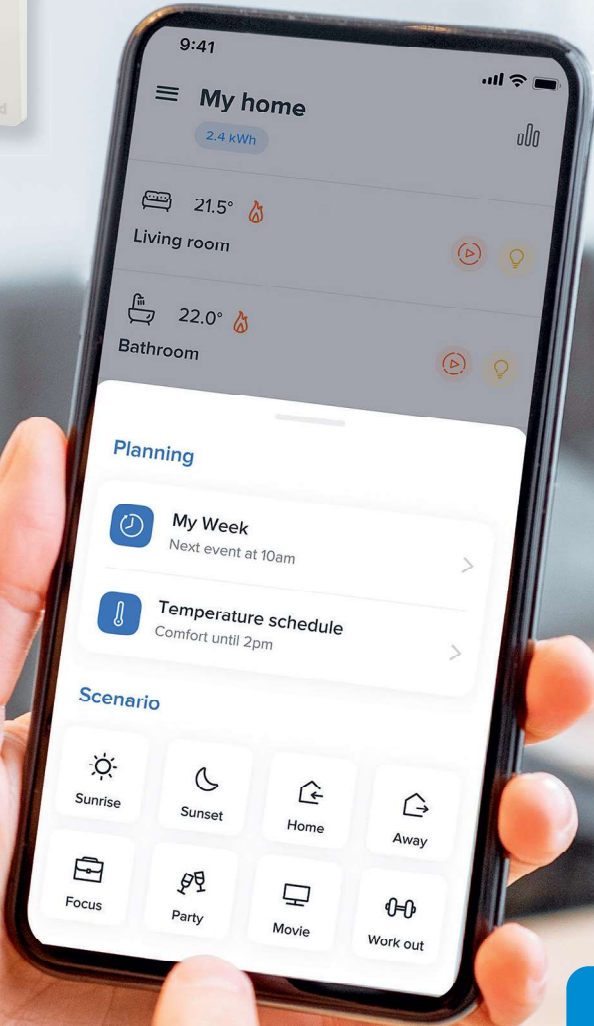 9:41
My home
2.4 kWh
21.5°
Living room
22.0°
Bathroom
Planning
My Week
Next event at 10am
Temperature schedule
Comfort until 2pm
Scenario
Sunrise Sunset Home Away
Focus Party Movie Work out